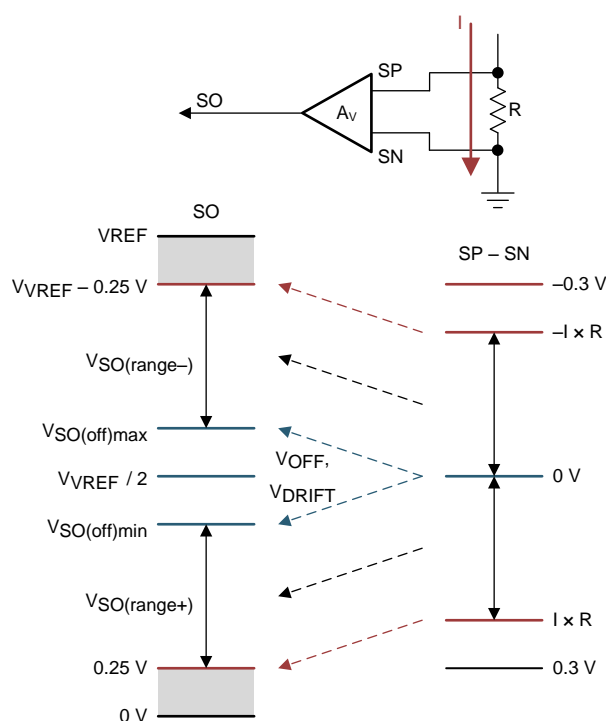 I
SP
SO
AV
R
SN
SO
VREF
SP – SN
VVREF – 0.25 V
–0.3 V
–I × R
VSO(range–)
VSO(off)max
VOFF,
VVREF / 2
0 V
VDRIFT
VSO(off)min
VSO(range+)
I × R
0.25 V
0.3 V
0 V